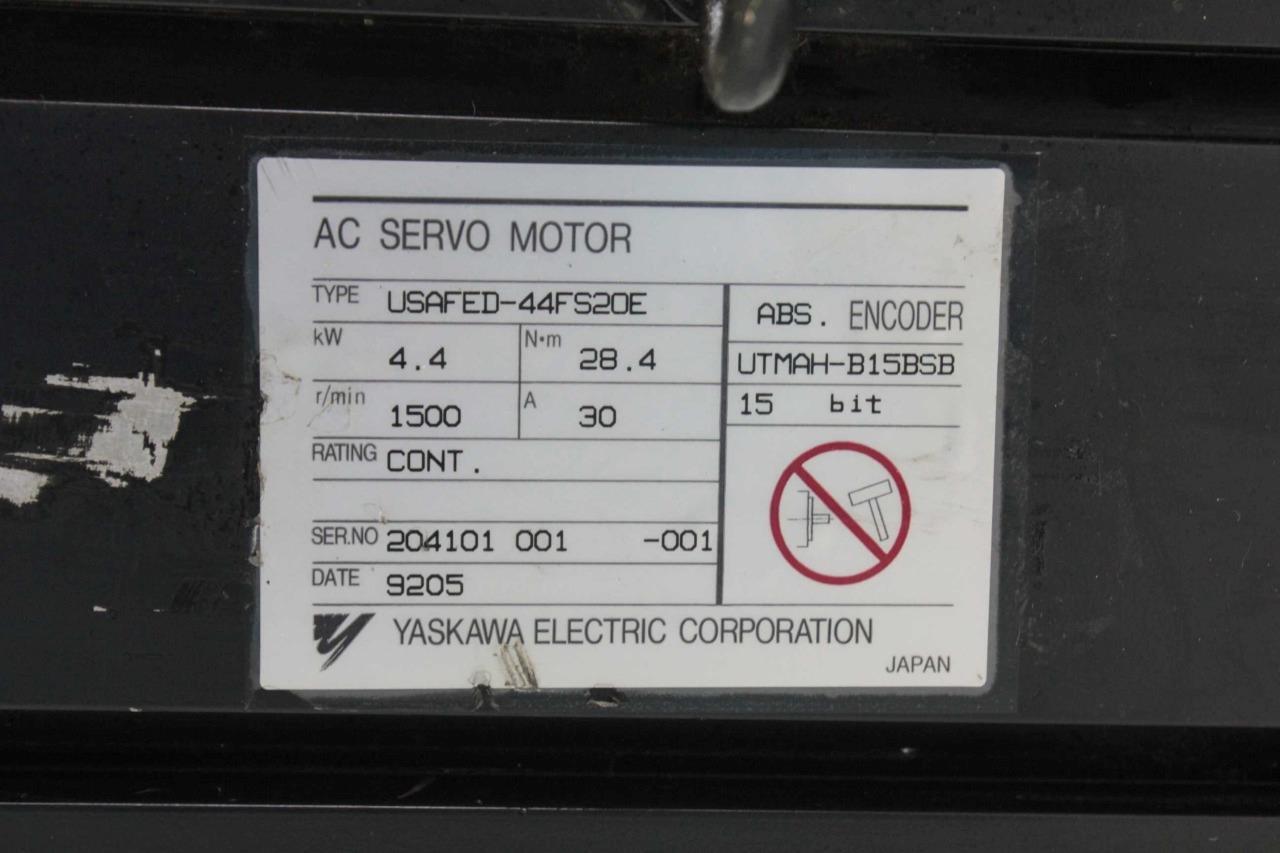 AC SERVO MOTOR
TYPE USAFED-44FS20E
kW 4.4 N·m 28.4
r/min 1500 A 30
RATING CONT.
SER.NO 204101 001 -001
DATE 9205
ABS. ENCODER
UTMAH-B15BSB
15 bit
YASKAWA ELECTRIC CORPORATION
JAPAN